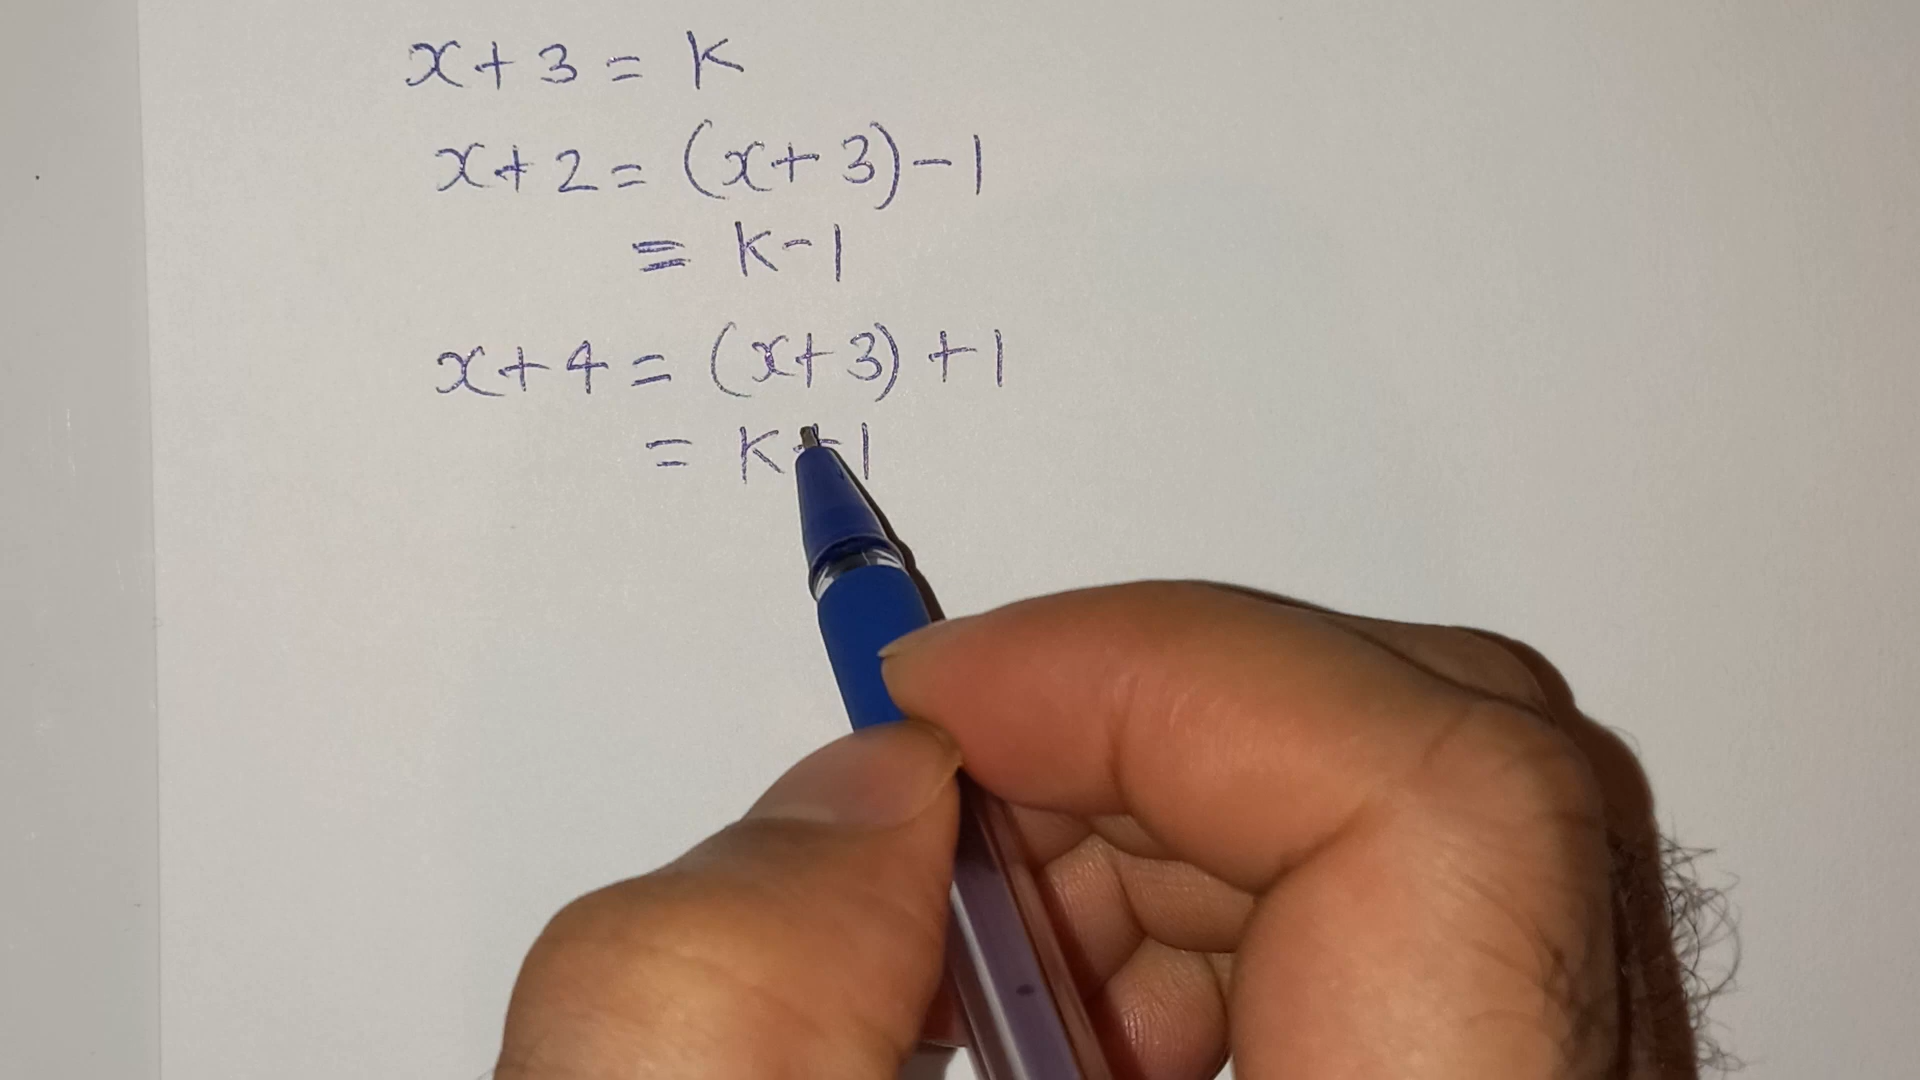 x + 3 = K
x + 2 = (x + 3) - 1
= K - 1
x + 4 = (x + 3) + 1
= K + 1